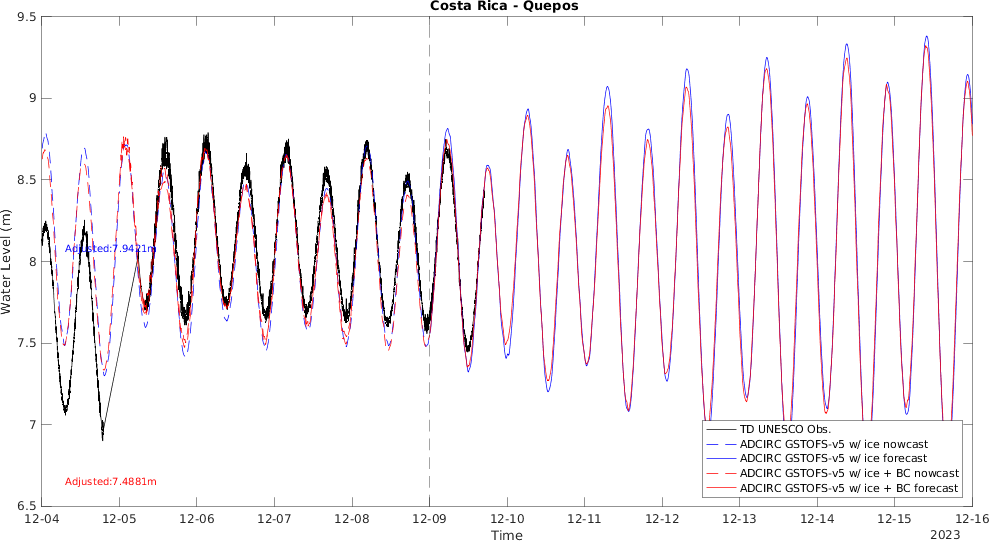 Costa Rica - Quepos
9.5
9
8.5
8
7.5
7
6.5
Water Level (m)
Adjusted:7.9421m
Adjusted:7.4881m
TD UNESCO Obs.
ADCIRC GSTOFS-v5 w/ ice nowcast
ADCIRC GSTOFS-v5 w/ ice forecast
ADCIRC GSTOFS-v5 w/ ice + BC nowcast
ADCIRC GSTOFS-v5 w/ ice + BC forecast
12-04 12-05 12-06 12-07 12-08 12-09 12-10 12-11 12-12 12-13 12-14 12-15 12-16
Time
2023